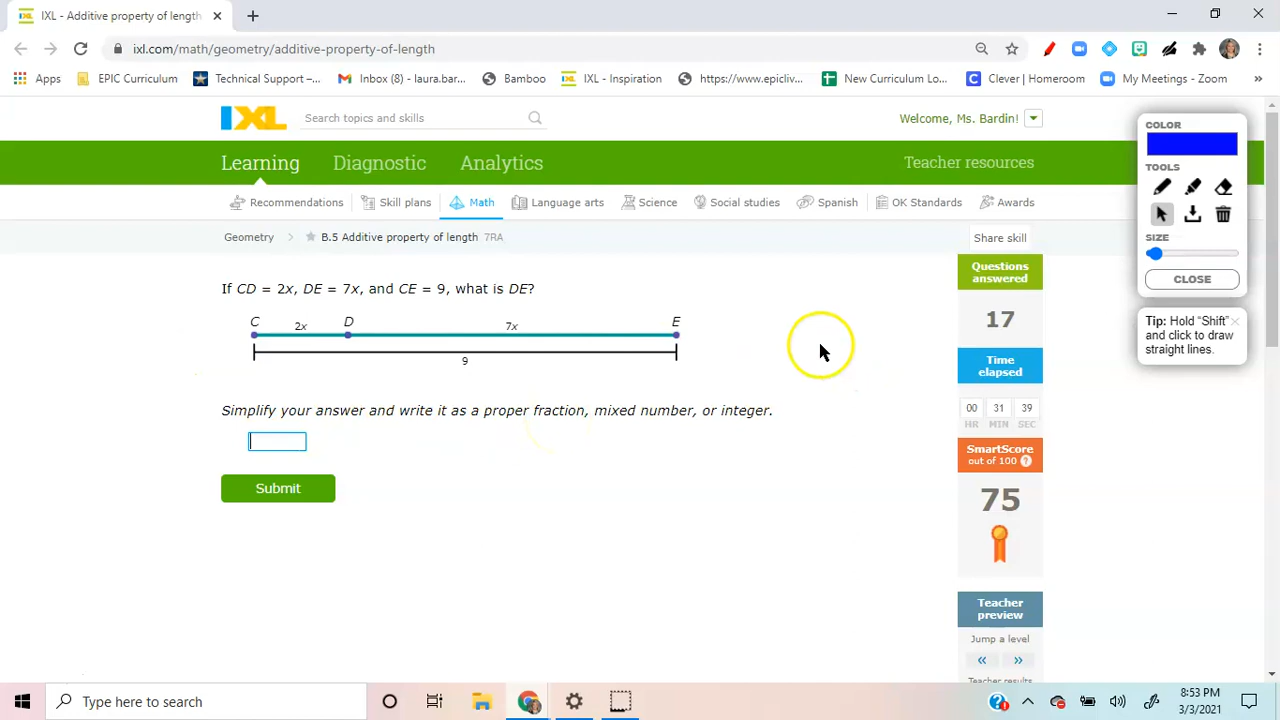 IXL - Additive property of length
ixl.com/math/geometry/additive-property-of-length
Apps
EPIC Curriculum
Technical Support–...
Inbox (8) - laura.bar...
Bamboo
IXL - Inspiration
https://www.epicliv...
New Curriculum Lo...
Clever | Homeroom
My Meetings - Zoom
»
IXL
Search topics and skills
Welcome, Ms. Bardin!
Learning
Diagnostic
Analytics
Teacher resources
Recommendations
Skill plans
Math
Language arts
Science
Social studies
Spanish
OK Standards
Awards
Geometry
B.5 Additive property of length 7RA
Share skill
If CD = 2x, DE = 7x, and CE = 9, what is DE?
C 2x D 7x E
9
Simplify your answer and write it as a proper fraction, mixed number, or integer.
Submit
Questions
answered
17
Time
elapsed
00 31 39
HR MIN SEC
SmartScore
out of 100 ?
75
Teacher
preview
Jump a level
« »
Teacher results
COLOR
TOOLS
SIZE
CLOSE
Tip: Hold “Shift”
and click to draw
straight lines.
Type here to search
8:53 PM
3/3/2021